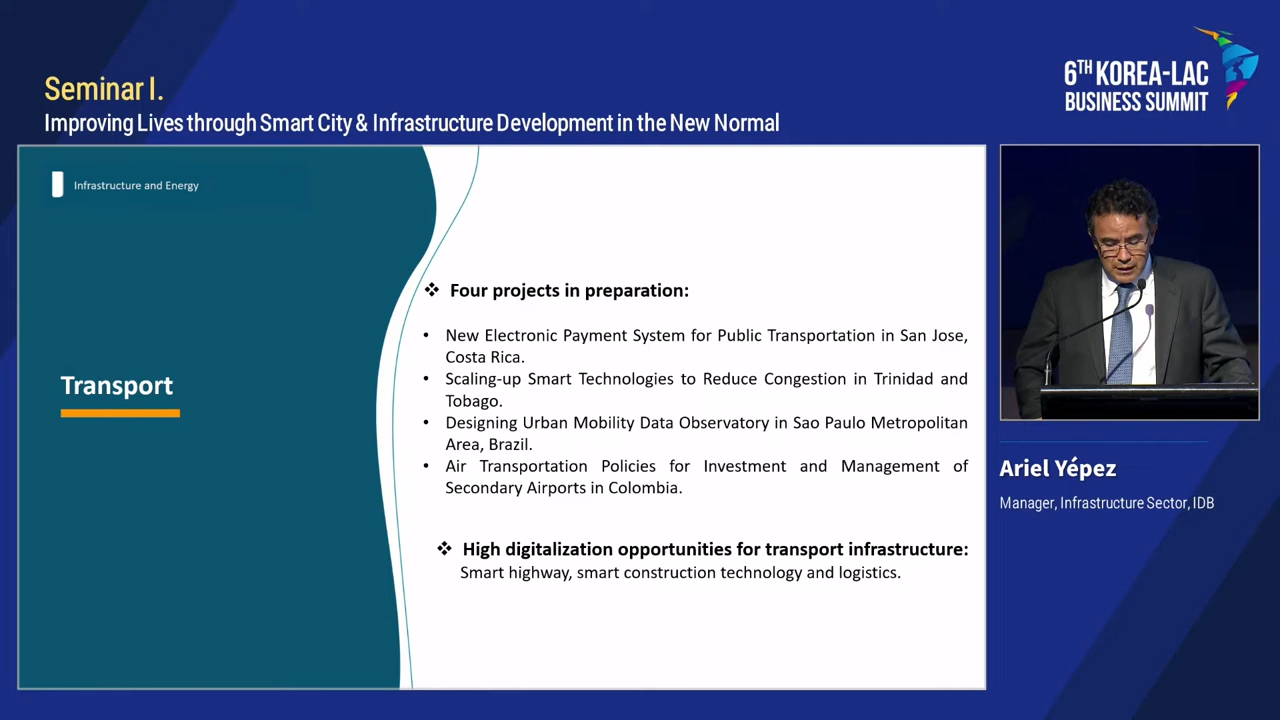 Seminar I.
Improving Lives through Smart City & Infrastructure Development in the New Normal
6TH KOREA-LAC
BUSINESS SUMMIT
Infrastructure and Energy
Transport
❖ Four projects in preparation:
• New Electronic Payment System for Public Transportation in San Jose,
Costa Rica.
• Scaling-up Smart Technologies to Reduce Congestion in Trinidad and
Tobago.
• Designing Urban Mobility Data Observatory in Sao Paulo Metropolitan
Area, Brazil.
• Air Transportation Policies for Investment and Management of
Secondary Airports in Colombia.
❖ High digitalization opportunities for transport infrastructure:
Smart highway, smart construction technology and logistics.
Ariel Yépez
Manager, Infrastructure Sector, IDB